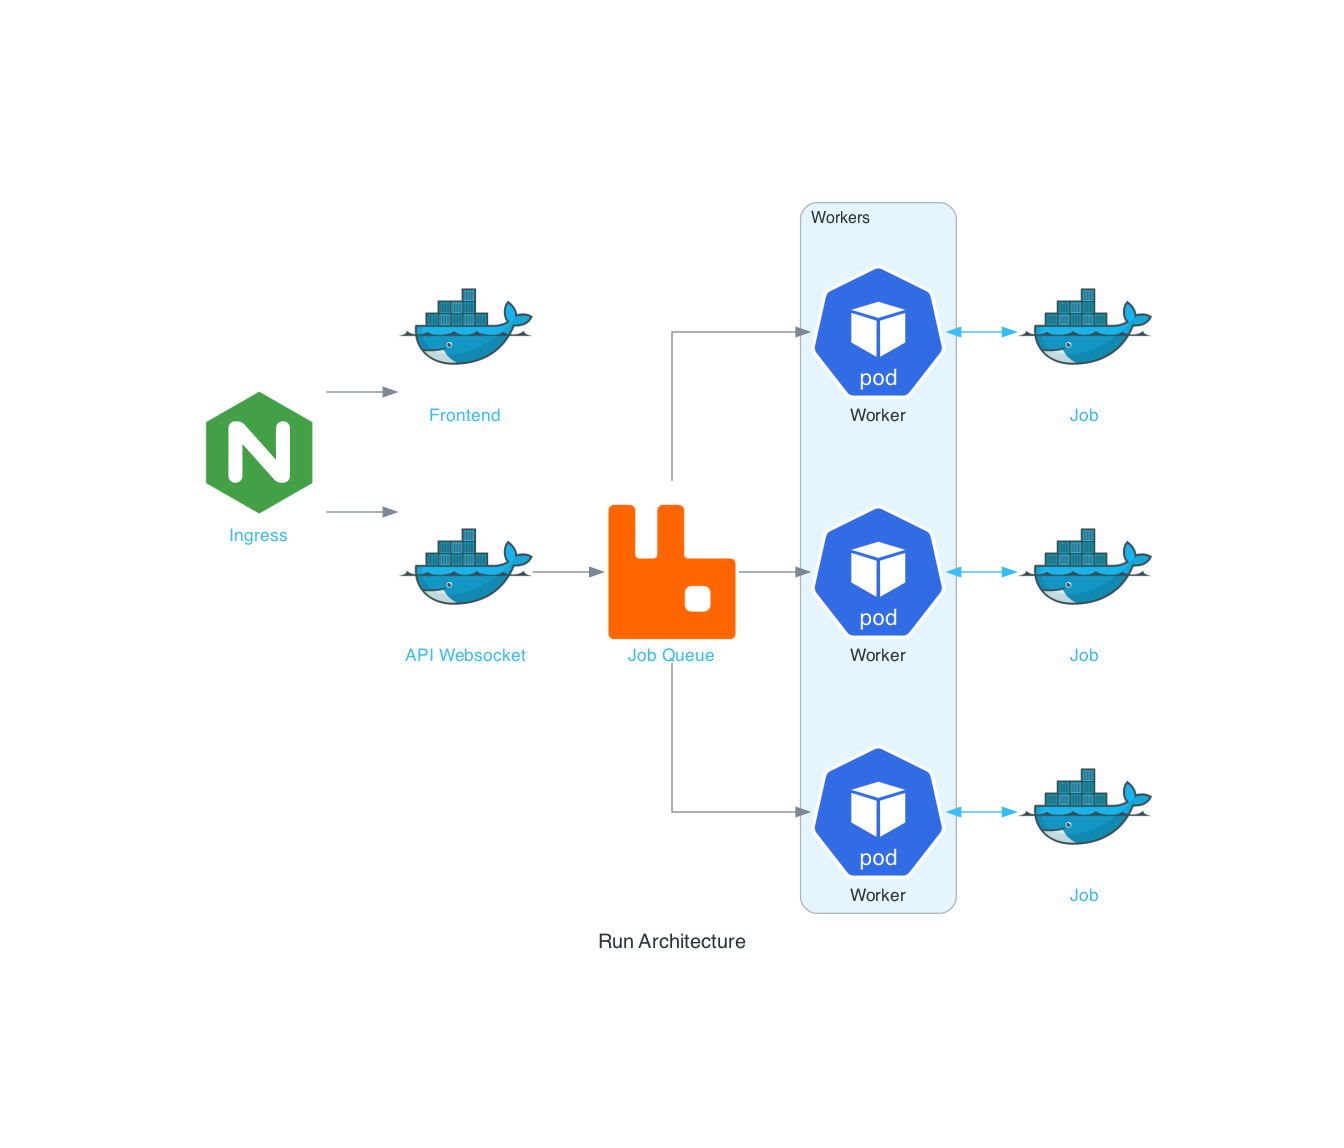 Workers
pod
Worker
Job
Frontend
Ingress
API Websocket
Job Queue
pod
Worker
Job
pod
Worker
Job
Run Architecture